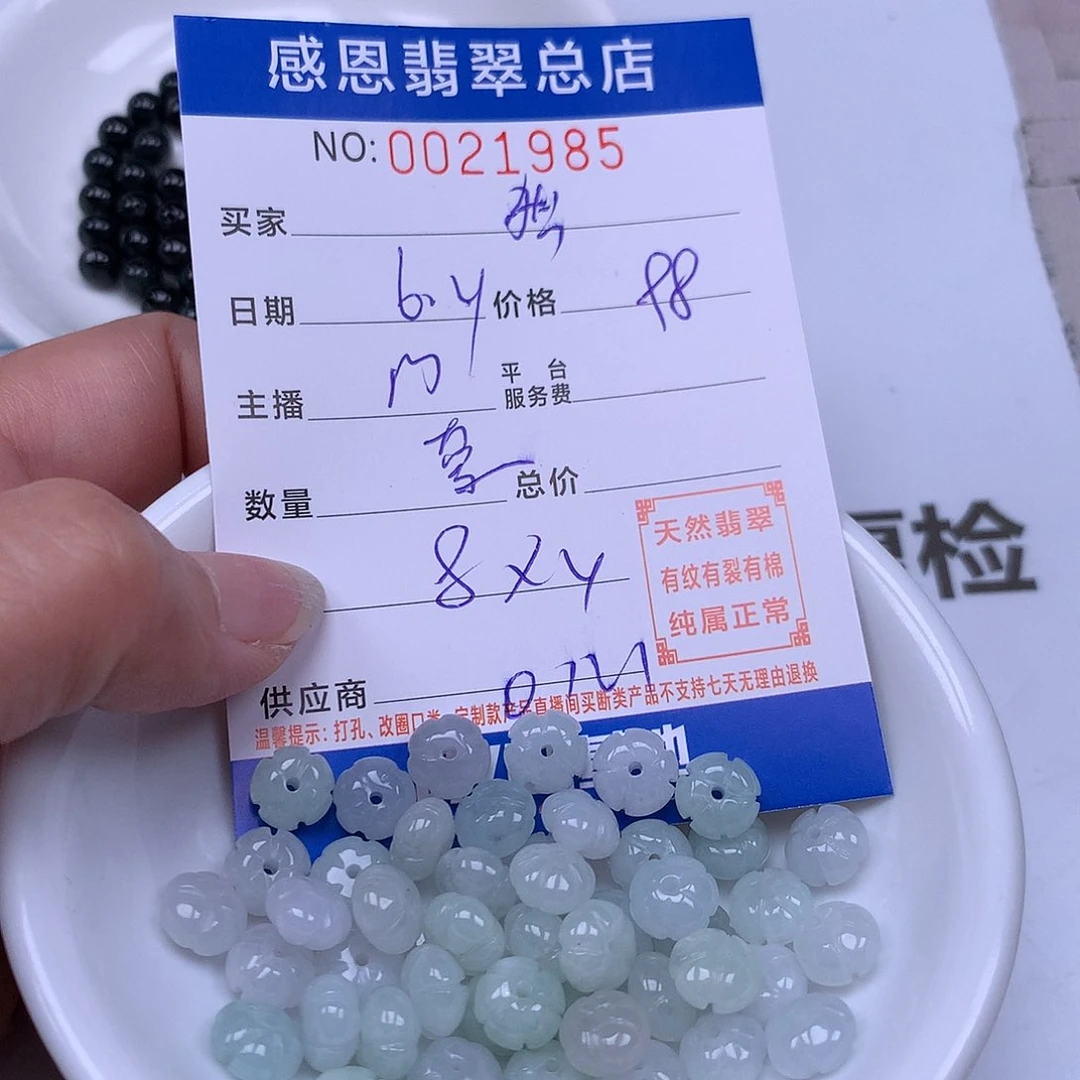 感恩翡翠总店
NO:0021985
买家
日期 6.4 价格 98
主播 平台服务费
数量 总价
8×4
天然翡翠
有纹有裂有棉
纯属正常
供应商
温馨提示:打孔、改圈口类、定制款产品直播间买断类产品不支持七天无理由退换
检